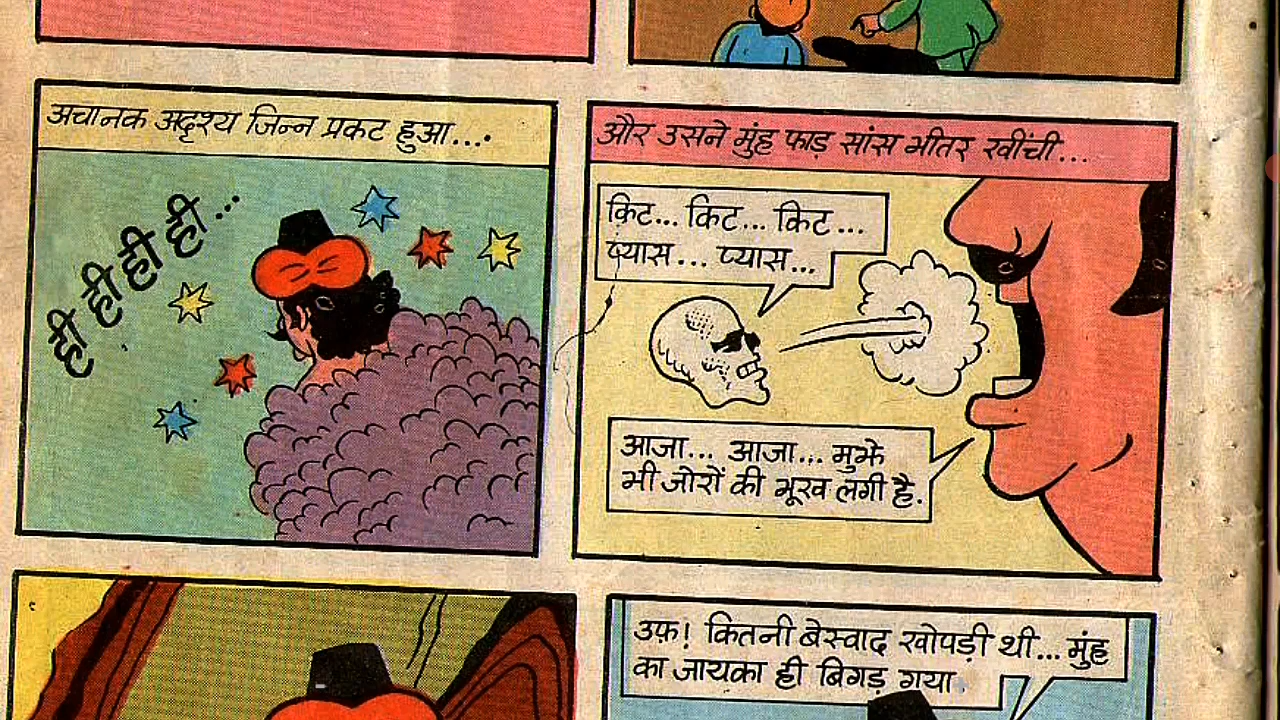 अचानक अदृश्य जिन्न प्रकट हुआ...
ही ही ही ही ही...
और उसने मुंह फाड़ सांस भीतर खींची...
किट... किट... किट...
प्यास... प्यास...
आजा... आजा... मुझे
भी जोरों की भूख लगी है.
उफ़! कितनी बेस्वाद खोपड़ी थी... मुंह
का जायका ही बिगड़ गया